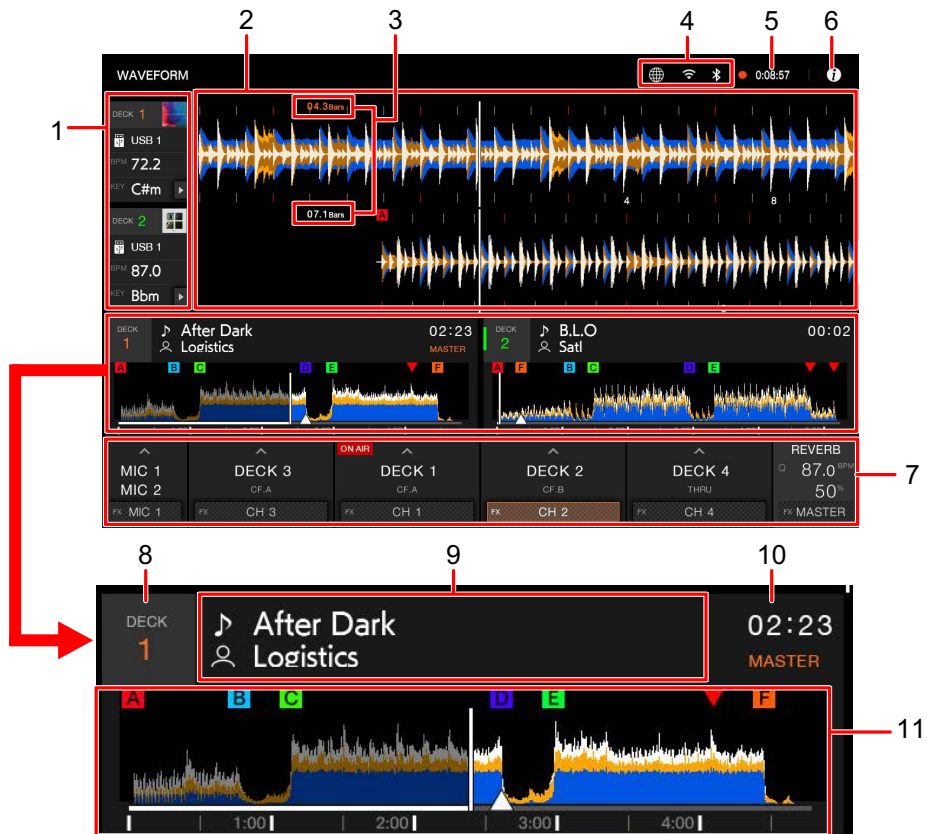 2 3 4 5 6
WAVEFORM 0:08:57 i
1
DECK 1
USB 1
BPM 72.2
KEY C#m
DECK 2
USB 1
BPM 87.0
KEY Bbm
04.3Bars
4 8
07.1Bars A
DECK 1 After Dark 02:23
Logistics MASTER
A B C D E F
DECK 2 B.L.O 00:02
Satl
A F B C D E
MIC 1
MIC 2
FX MIC 1
DECK 3
CF.A
FX CH 3
ON AIR
DECK 1
CF.A
FX CH 1
DECK 2
CF.B
FX CH 2
DECK 4
THRU
FX CH 4
REVERB
Q 87.0 BPM
50%
FX MASTER
7
8 9 10
DECK 1 After Dark 02:23
Logistics MASTER
A B C D E F
11
1:00 2:00 3:00 4:00